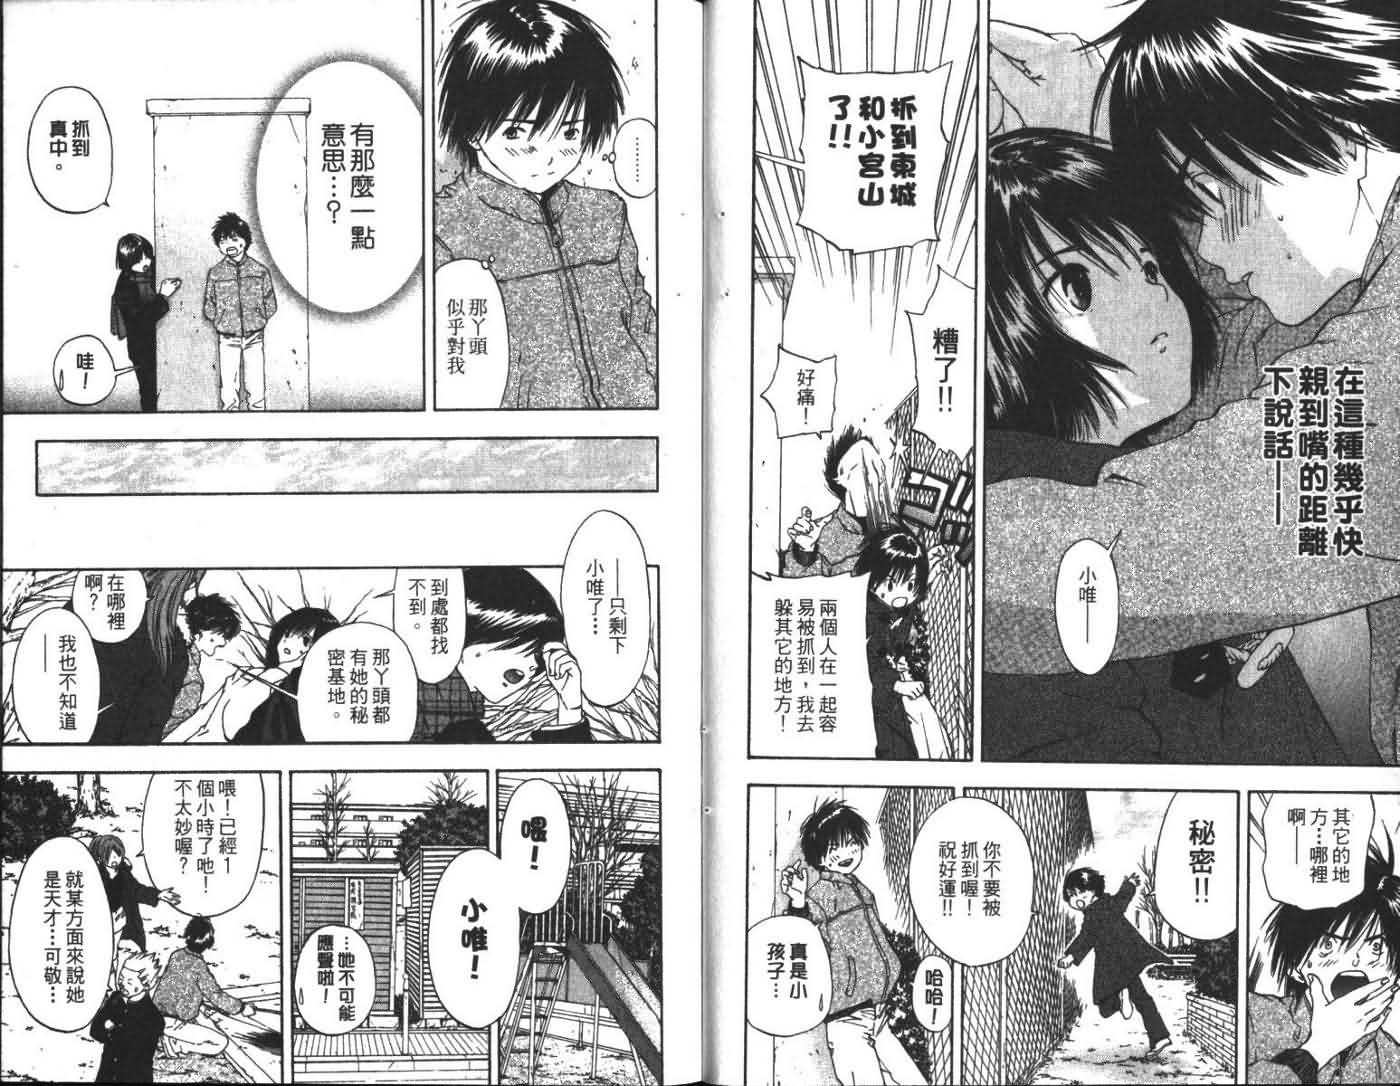 在這種幾乎快
親到嘴的距離
下說話——
小唯——
抓到東城
和小宮山
了!!
糟了!!
好痛!
ゴッ
兩個人在一起容
易被抓到,我去
躲其它的地方!
其它的地
方…哪裡
啊——
秘密!!
你不要被
抓到喔!
祝好運!!
哈哈!
真是小
孩子…
………
那丫頭
似乎對我
有那麼一點
意思…?
抓到
真中。
哇!
——只剩下
小唯了…
到處都找
不到。
那丫頭都
有她的秘
密基地。
在哪裡
啊?
我也不知道
——
喂!
小唯!
…她不可能
應聲啦!
喂!已經1
個小時了吔!
不太妙喔?
就某方面來說她
是天才…可敬…